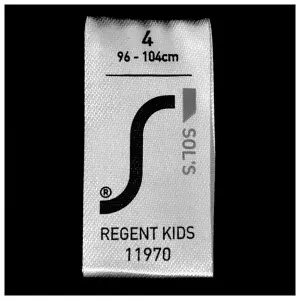 4
96 - 104cm
SOL'S
®
REGENT KIDS
11970